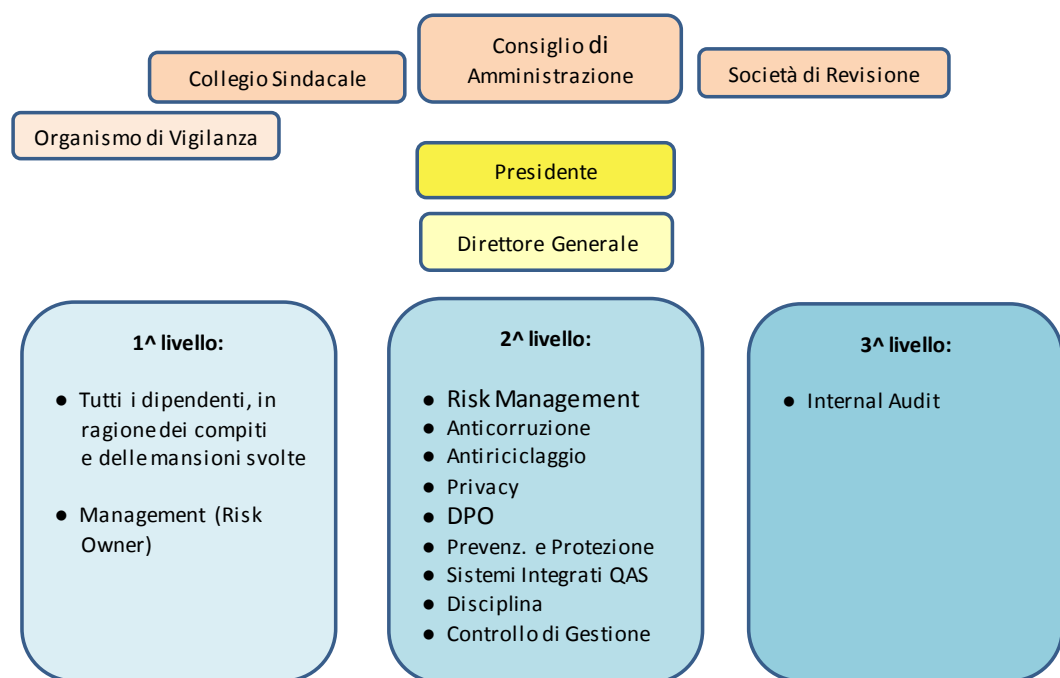 Consiglio di
Amministrazione
Collegio Sindacale
Società di Revisione
Organismo di Vigilanza
Presidente
Direttore Generale
1^ livello:
● Tutti i dipendenti, in
ragione dei compiti
e delle mansioni svolte
● Management (Risk
Owner)
2^ livello:
● Risk Management
● Anticorruzione
● Antiriciclaggio
● Privacy
● DPO
● Prevenz. e Protezione
● Sistemi Integrati QAS
● Disciplina
● Controllo di Gestione
3^ livello:
● Internal Audit